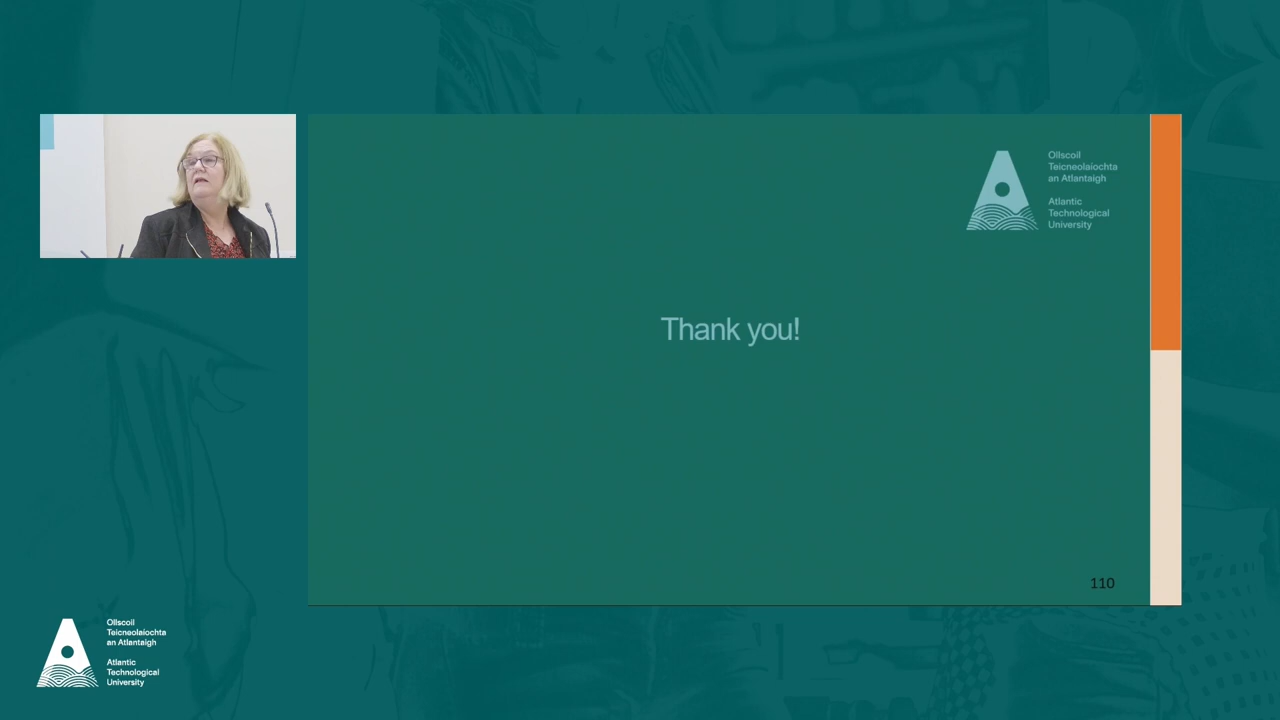 Ollscoil
Teicneolaíochta
an Atlantaigh
Atlantic
Technological
University
Thank you!
110
Ollscoil
Teicneolaíochta
an Atlantaigh
Atlantic
Technological
University